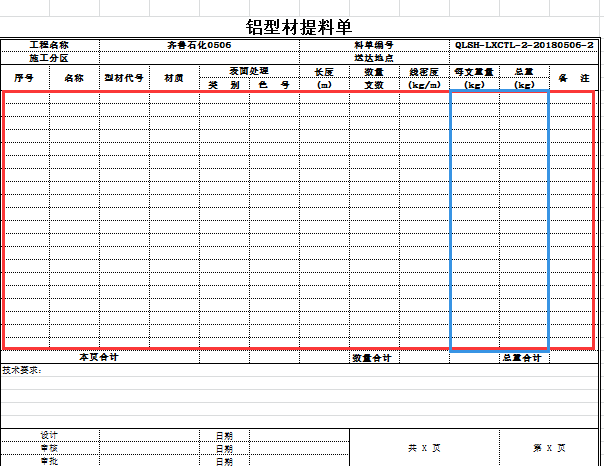 铝型材提料单
工程名称 齐鲁石化0506 料单编号 QLSH-LXCTL-2-20180506-2
施工分区 送达地点
序号 名称 型材代号 材质 表面处理 长度 数量 线密度 每支重量 总重 备 注
类 别 色 号 (m) 支数 (kg/m) (kg) (kg)
本页合计 数量合计 总重合计
技术要求:
设计 日期
审核 日期 共 X 页 第 X 页
审批 日期